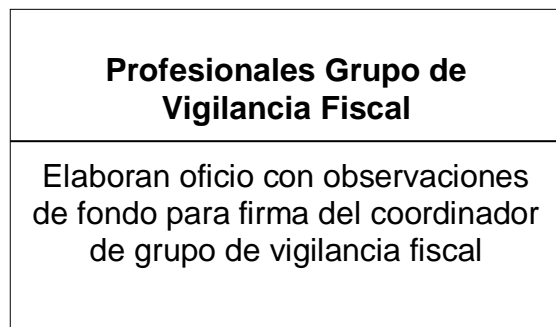 Profesionales Grupo de
Vigilancia Fiscal
Elaboran oficio con observaciones
de fondo para firma del coordinador
de grupo de vigilancia fiscal